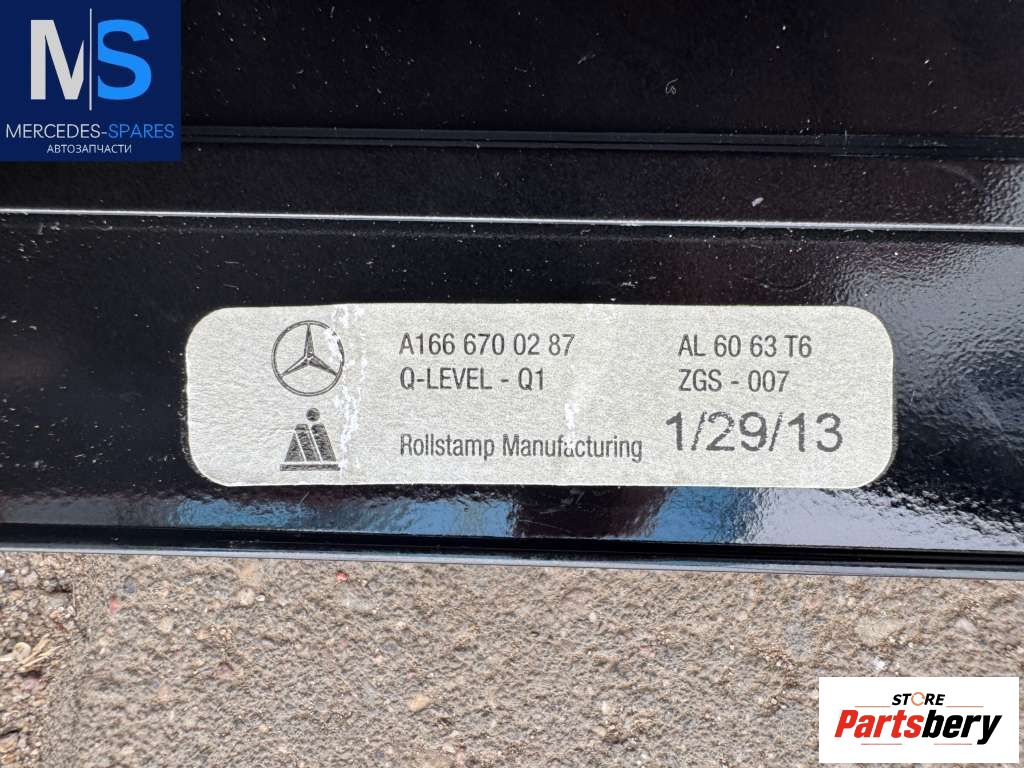 MS
MERCEDES-SPARES
АВТОЗАПЧАСТИ
A166 670 02 87 AL 60 63 T6
Q-LEVEL - Q1 ZGS - 007
Rollstamp Manufacturing 1/29/13
STORE
Partsbery